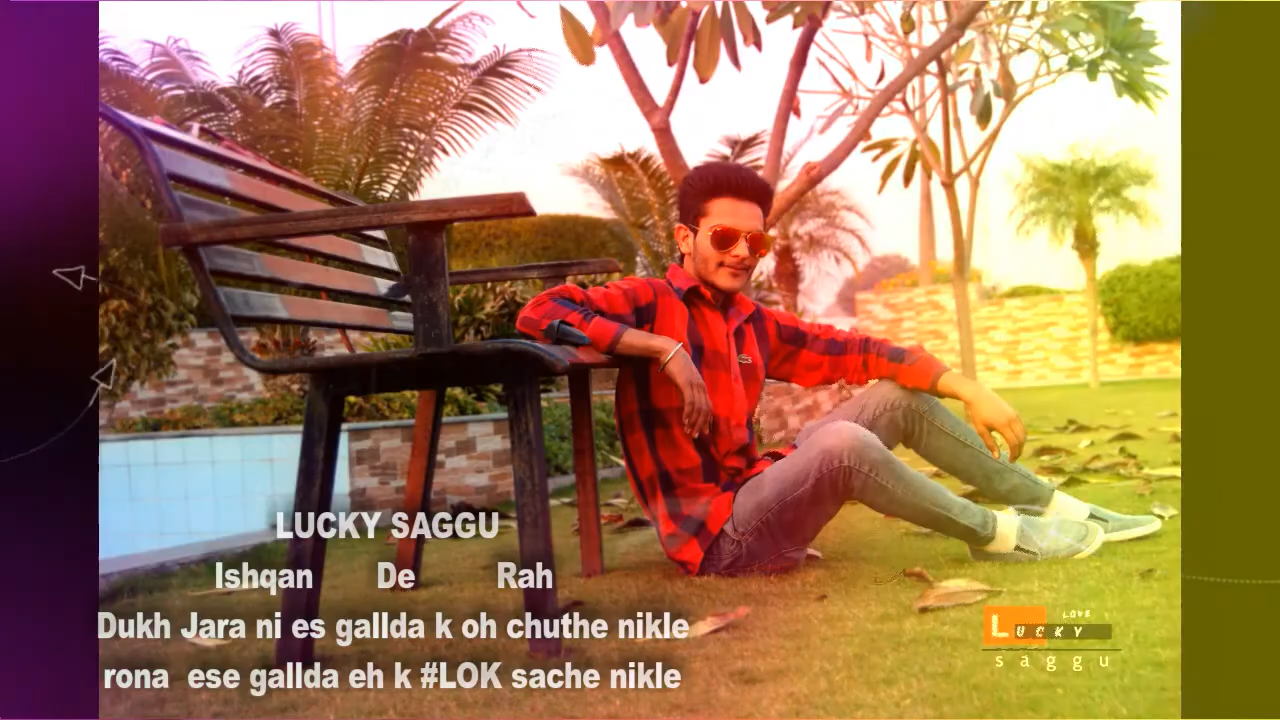 LUCKY SAGGU
Ishqan De Rah
Dukh Jara ni es gallda k oh chuthe nikle
rona ese gallda eh k #LOK sache nikle
LOVE
LUCKY
saggu